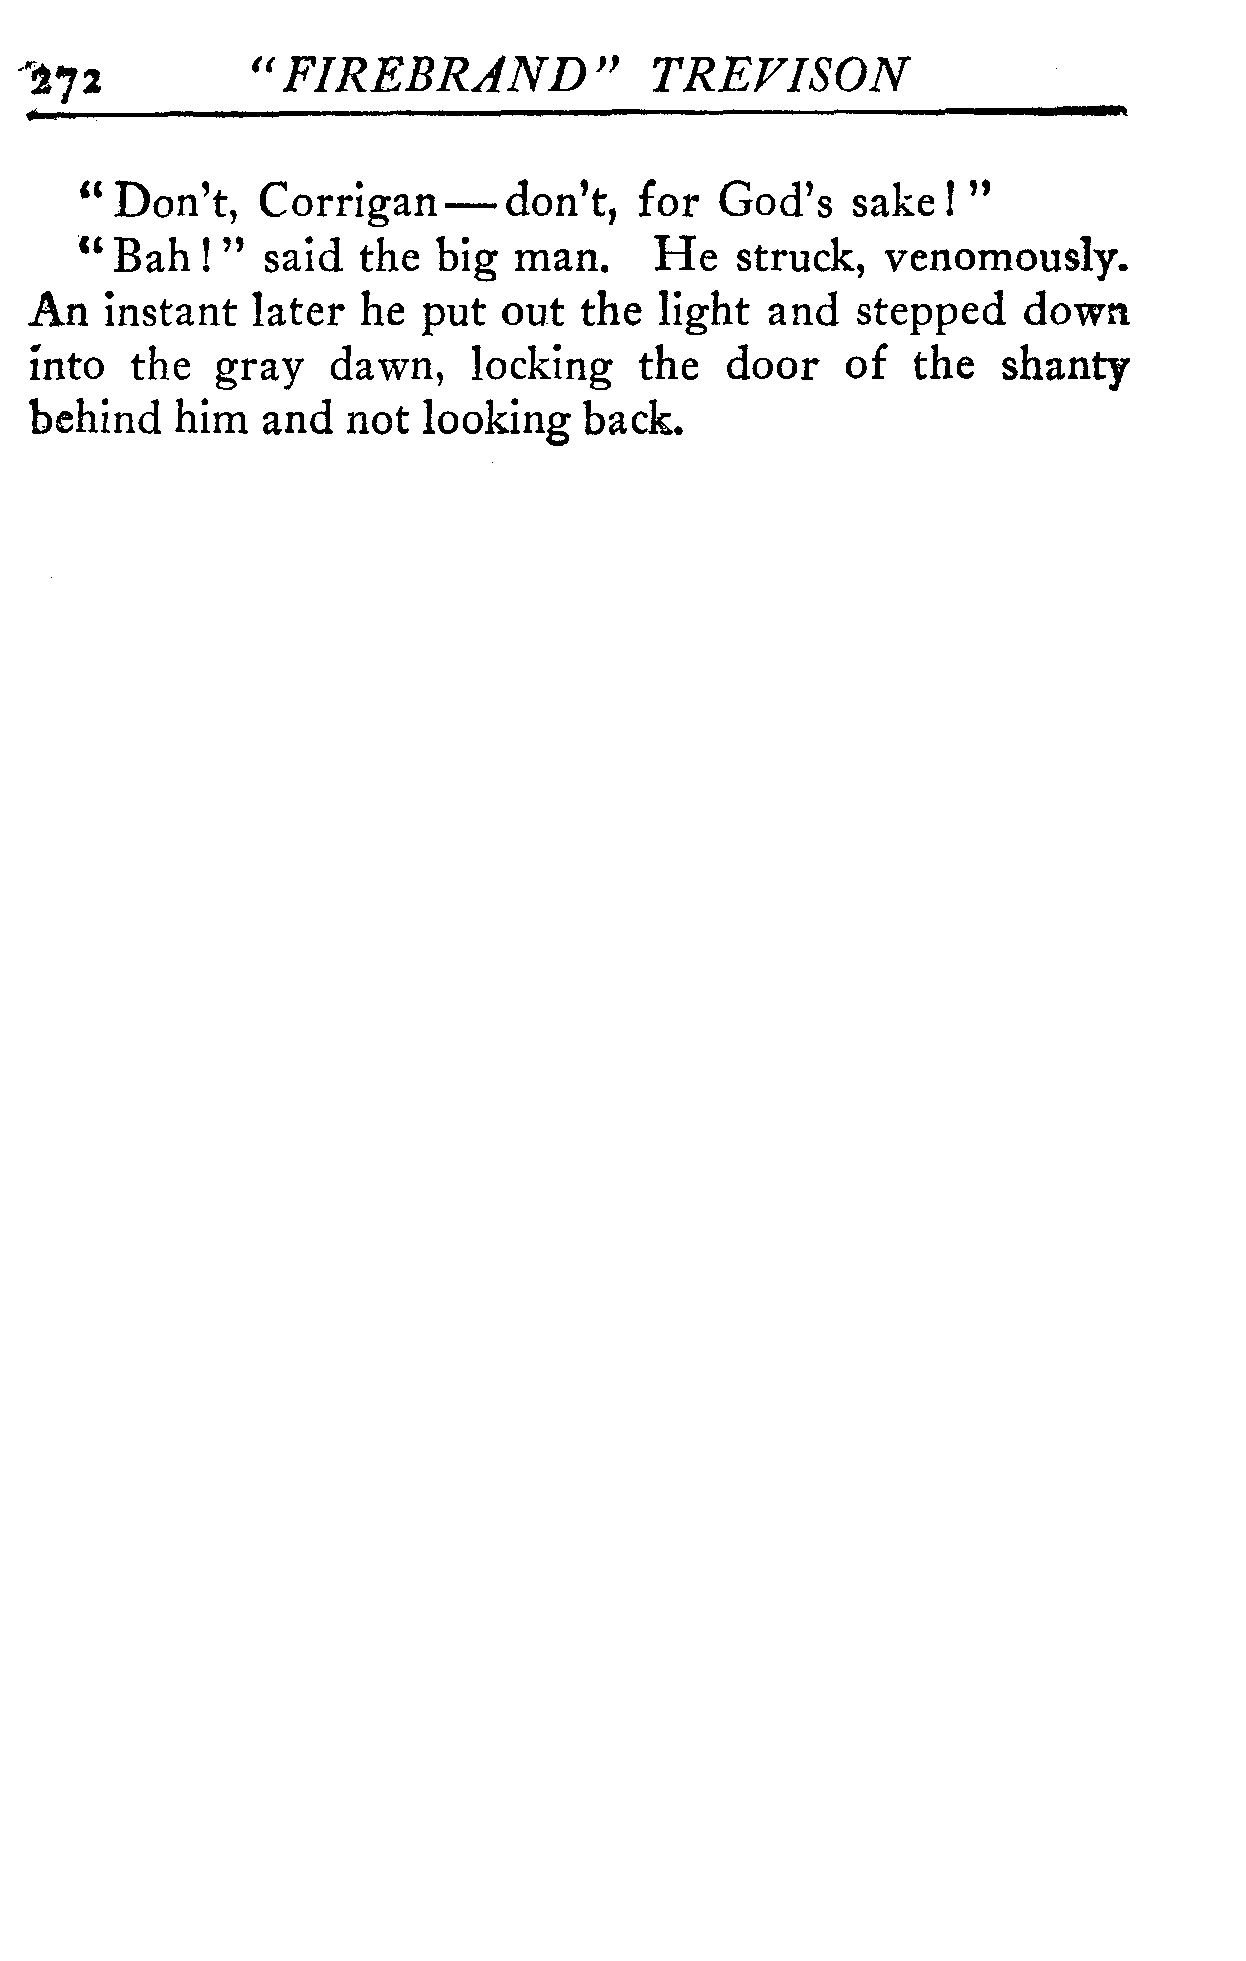 272 "FIREBRAND" TREVISON
"Don't, Corrigan—don't, for God's sake!"
"Bah!" said the big man. He struck, venomously.
An instant later he put out the light and stepped down
into the gray dawn, locking the door of the shanty
behind him and not looking back.